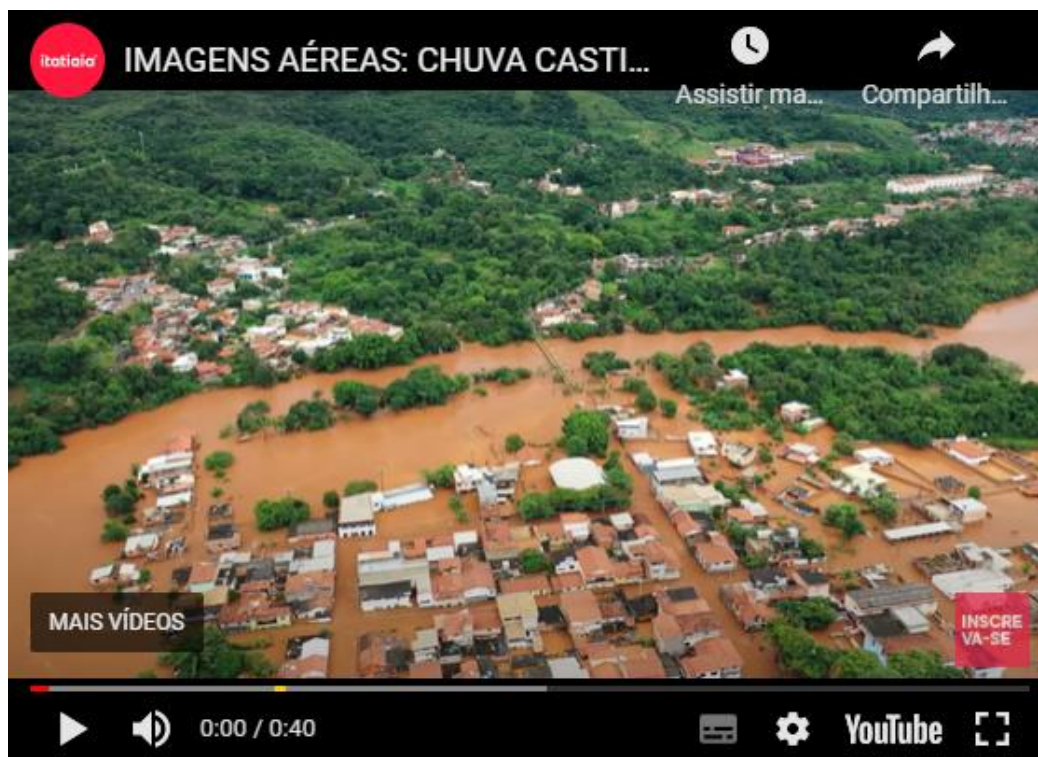 itatiaia
IMAGENS AÉREAS: CHUVA CASTI...
Assistir ma...
Compartilh...
MAIS VÍDEOS
INSCRE
VA-SE
0:00 / 0:40
YouTube